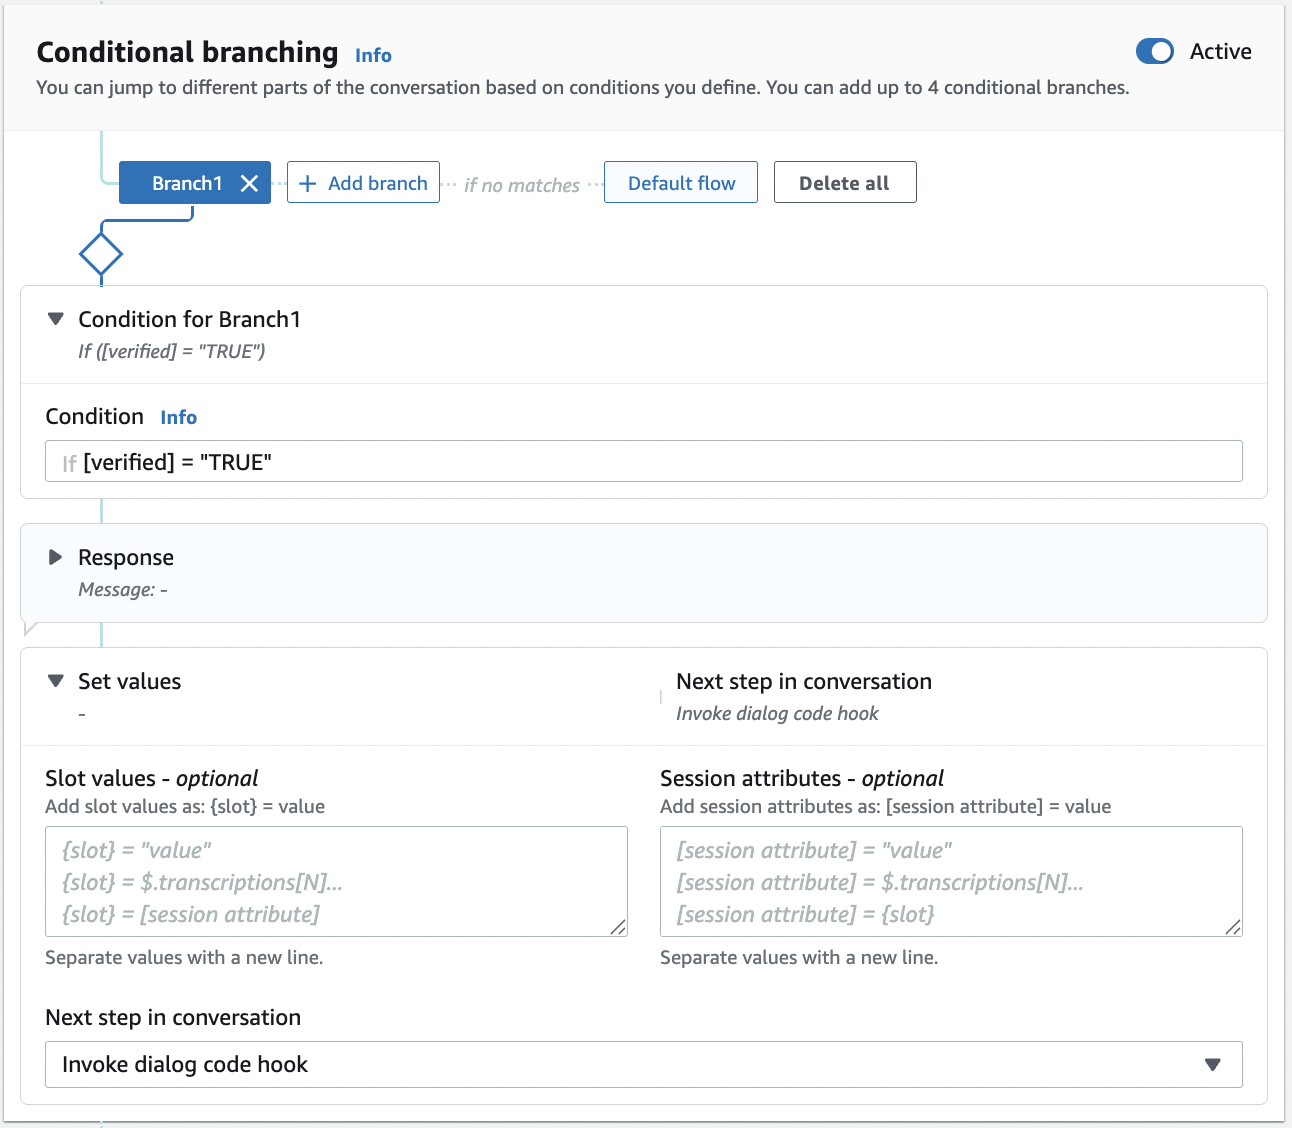 Conditional branching Info
Active
You can jump to different parts of the conversation based on conditions you define. You can add up to 4 conditional branches.
Branch1
Add branch
if no matches
Default flow
Delete all
Condition for Branch1
If ([verified] = "TRUE")
Condition Info
If [verified] = "TRUE"
Response
Message: -
Set values
-
Next step in conversation
Invoke dialog code hook
Slot values - optional
Add slot values as: {slot} = value
{slot} = "value"
{slot} = $.transcriptions[N]...
{slot} = [session attribute]
Separate values with a new line.
Session attributes - optional
Add session attributes as: [session attribute] = value
[session attribute] = "value"
[session attribute] = $.transcriptions[N]...
[session attribute] = {slot}
Separate values with a new line.
Next step in conversation
Invoke dialog code hook